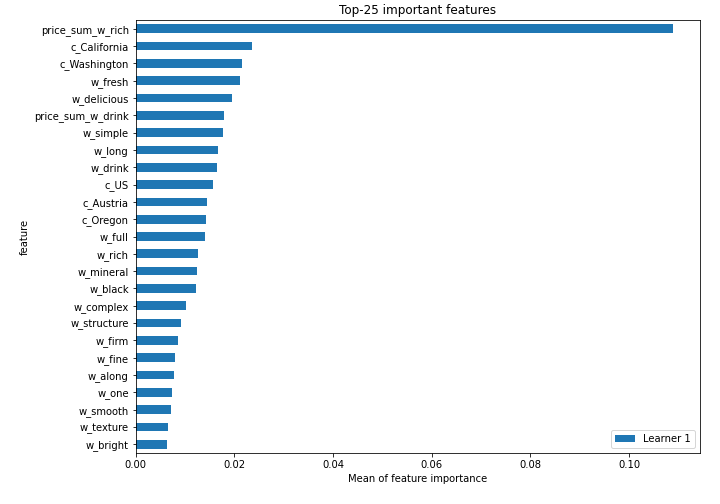 Top-25 important features
price_sum_w_rich
c_California
c_Washington
w_fresh
w_delicious
price_sum_w_drink
w_simple
w_long
w_drink
c_US
c_Austria
c_Oregon
w_full
w_rich
w_mineral
w_black
w_complex
w_structure
w_firm
w_fine
w_along
w_one
w_smooth
w_texture
w_bright
feature
Learner 1
0.00 0.02 0.04 0.06 0.08 0.10
Mean of feature importance